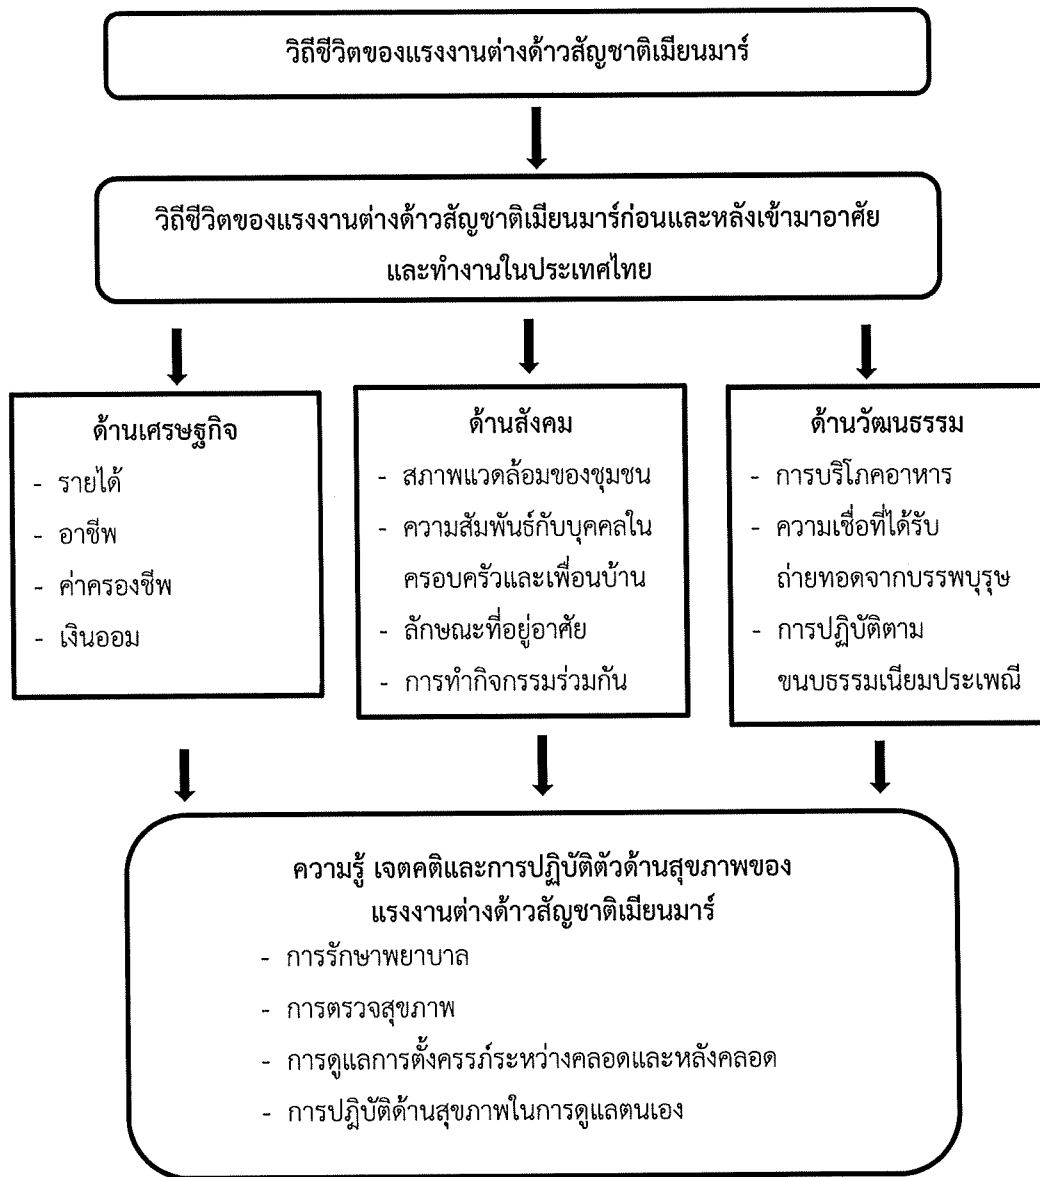 วิถีชีวิตของแรงงานต่างด้าวสัญชาติเมียนมาร์
วิถีชีวิตของแรงงานต่างด้าวสัญชาติเมียนมาร์ก่อนและหลังเข้ามาอาศัย
และทำงานในประเทศไทย
ด้านเศรษฐกิจ
- รายได้
- อาชีพ
- ค่าครองชีพ
- เงินออม
ด้านสังคม
- สภาพแวดล้อมของชุมชน
- ความสัมพันธ์กับบุคคลใน
ครอบครัวและเพื่อนบ้าน
- ลักษณะที่อยู่อาศัย
- การทำกิจกรรมร่วมกัน
ด้านวัฒนธรรม
- การบริโภคอาหาร
- ความเชื่อที่ได้รับ
ถ่ายทอดจากบรรพบุรุษ
- การปฏิบัติตาม
ขนบธรรมเนียมประเพณี
ความรู้ เจตคติและการปฏิบัติตัวด้านสุขภาพของ
แรงงานต่างด้าวสัญชาติเมียนมาร์
- การรักษาพยาบาล
- การตรวจสุขภาพ
- การดูแลการตั้งครรภ์ระหว่างคลอดและหลังคลอด
- การปฏิบัติด้านสุขภาพในการดูแลตนเอง